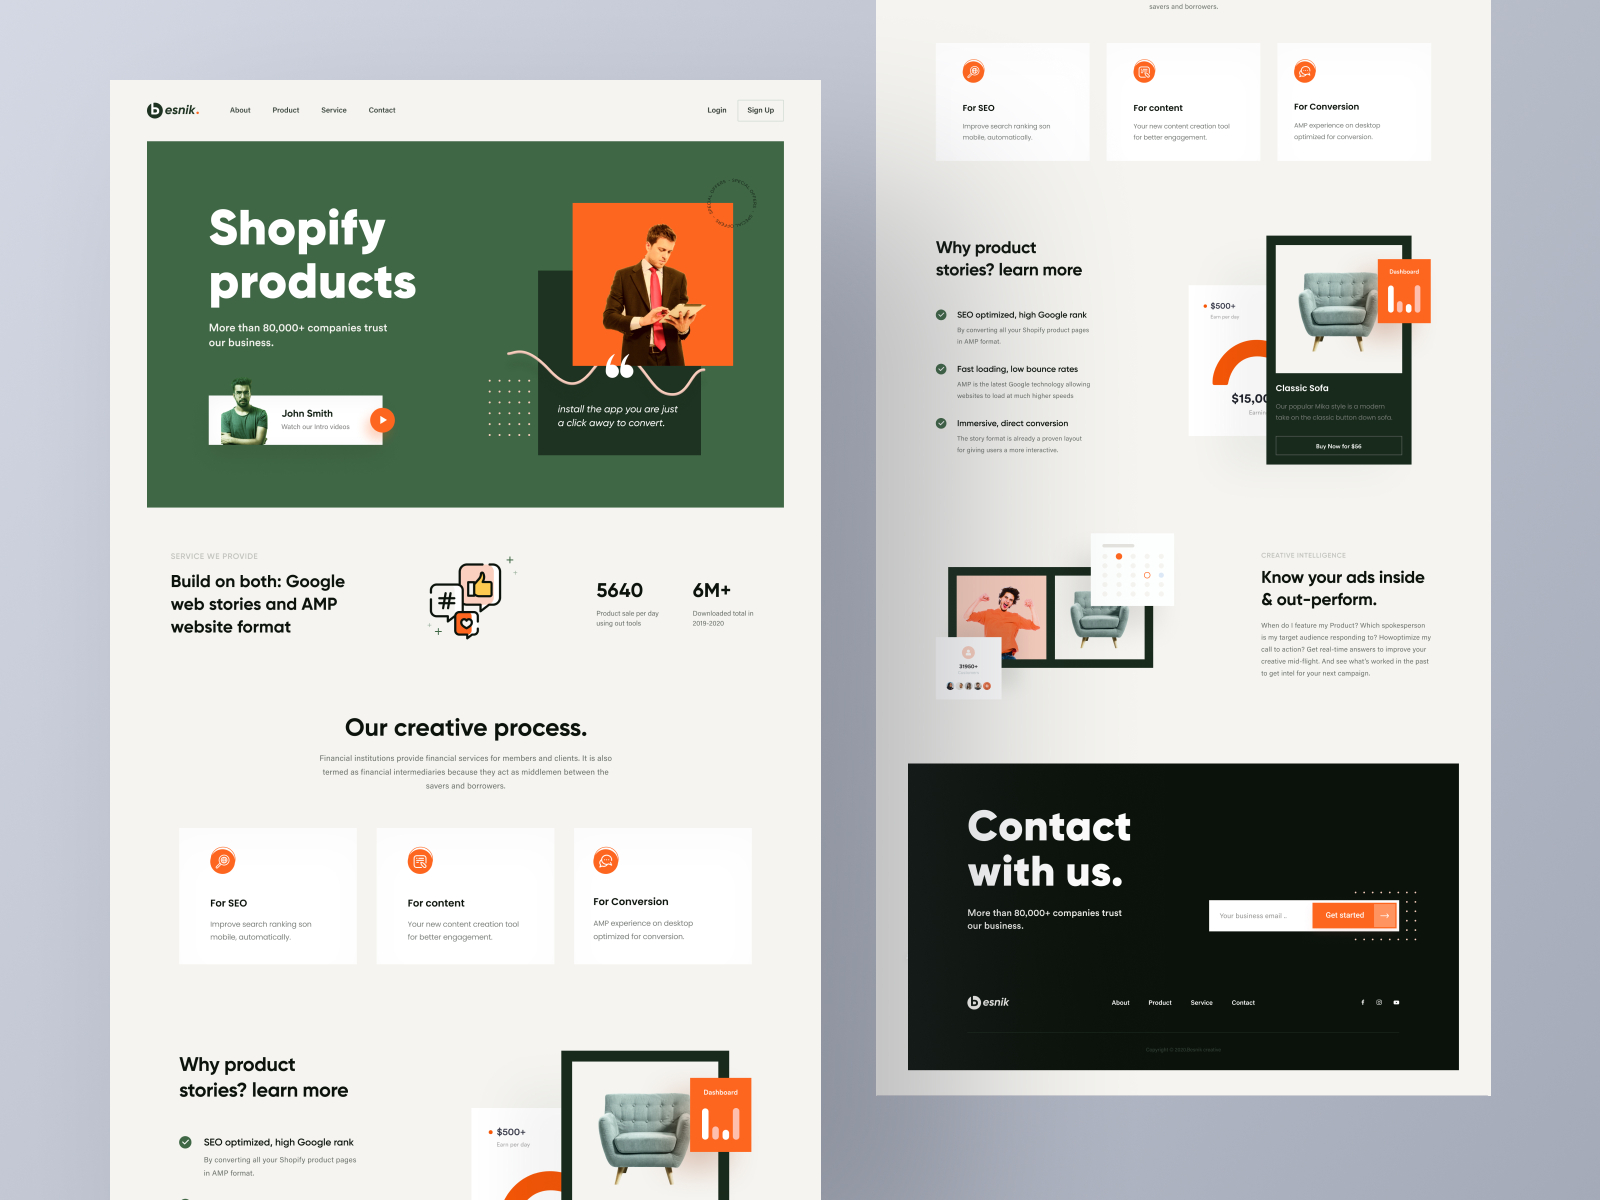 besnik.
About
Product
Service
Contact
Login
Sign Up
SPECIAL OFFERS - SPECIAL OFFERS - SPECIAL OFFERS -
Shopify
products
More than 80,000+ companies trust
our business.
John Smith
Watch our Intro videos
“
install the app you are just
a click away to convert.
SERVICE WE PROVIDE
Build on both: Google
web stories and AMP
website format
#
5640
Product sale per day
using out tools
6M+
Downloaded total in
2019-2020
Our creative process.
Financial institutions provide financial services for members and clients. It is also
termed as financial intermediaries because they act as middlemen between the
savers and borrowers.
For SEO
Improve search ranking son
mobile, automatically.
For content
Your new content creation tool
for better engagement.
For Conversion
AMP experience on desktop
optimized for conversion.
Why product
stories? learn more
SEO optimized, high Google rank
By converting all your Shopify product pages
in AMP format.
$500+
Earn per day
Dashboard
savers and borrowers.
For SEO
Improve search ranking son
mobile, automatically.
For content
Your new content creation tool
for better engagement.
For Conversion
AMP experience on desktop
optimized for conversion.
Why product
stories? learn more
SEO optimized, high Google rank
By converting all your Shopify product pages
in AMP format.
Fast loading, low bounce rates
AMP is the latest Google technology allowing
websites to load at much higher speeds
Immersive, direct conversion
The story format is already a proven layout
for giving users a more interactive.
$500+
Earn per day
$15,00
Earnin
Dashboard
Classic Sofa
Our popular Mika style is a modern
take on the classic button down sofa.
Buy Now for $56
31980+
CREATIVE INTELLIGENCE
Know your ads inside
& out-perform.
When do I feature my Product? Which spokesperson
is my target audience responding to? Howoptimize my
call to action? Get real-time answers to improve your
creative mid-flight. And see what's worked in the past
to get intel for your next campaign.
Contact
with us.
More than 80,000+ companies trust
our business.
Your business email ..
Get started
besnik
About
Product
Service
Contact